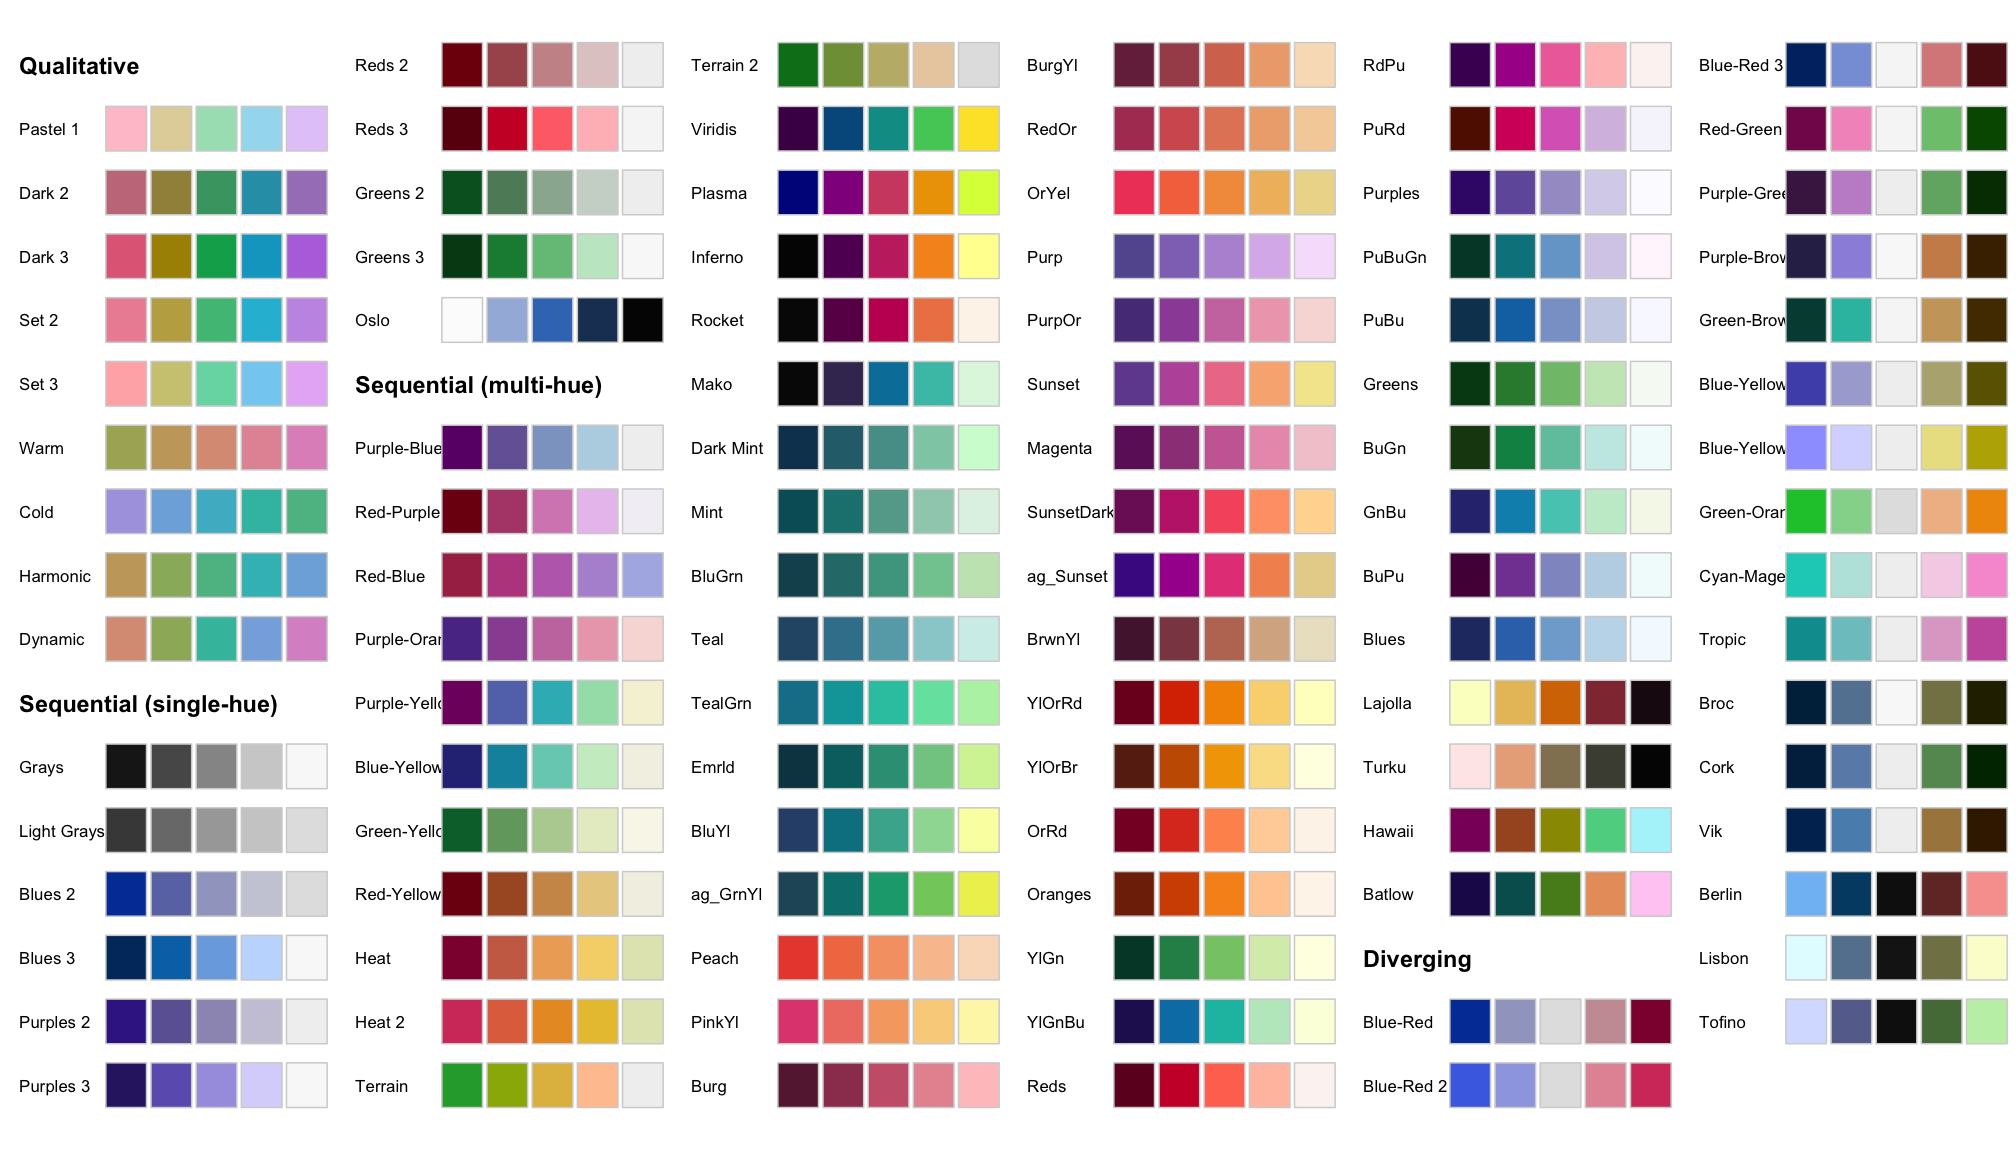 Qualitative
Pastel 1
Dark 2
Dark 3
Set 2
Set 3
Warm
Cold
Harmonic
Dynamic
Sequential (single-hue)
Grays
Light Grays
Blues 2
Blues 3
Purples 2
Purples 3
Reds 2
Reds 3
Greens 2
Greens 3
Oslo
Sequential (multi-hue)
Purple-Blue
Red-Purple
Red-Blue
Purple-Oran
Purple-Yello
Blue-Yellow
Green-Yello
Red-Yellow
Heat
Heat 2
Terrain
Terrain 2
Viridis
Plasma
Inferno
Rocket
Mako
Dark Mint
Mint
BluGrn
Teal
TealGrn
Emrld
BluYl
ag_GrnYl
Peach
PinkYl
Burg
BurgYl
RedOr
OrYel
Purp
PurpOr
Sunset
Magenta
SunsetDark
ag_Sunset
BrwnYl
YlOrRd
YlOrBr
OrRd
Oranges
YlGn
YlGnBu
Reds
RdPu
PuRd
Purples
PuBuGn
PuBu
Greens
BuGn
GnBu
BuPu
Blues
Lajolla
Turku
Hawaii
Batlow
Diverging
Blue-Red
Blue-Red 2
Blue-Red 3
Red-Green
Purple-Gree
Purple-Brow
Green-Brow
Blue-Yellow
Blue-Yellow
Green-Oran
Cyan-Mage
Tropic
Broc
Cork
Vik
Berlin
Lisbon
Tofino